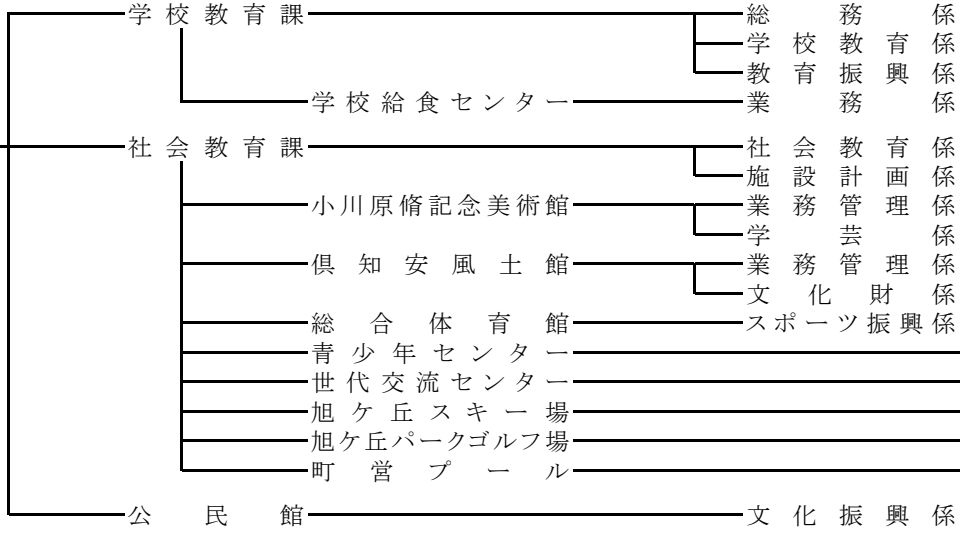 学校教育課 総務係
学校教育係
教育振興係
学校給食センター 業務係
社会教育課 社会教育係
施設計画係
小川原脩記念美術館 業務管理係
学芸係
倶知安風土館 業務管理係
文化財係
総合体育館 スポーツ振興係
青少年センター
世代交流センター
旭ケ丘スキー場
旭ケ丘パークゴルフ場
町営プール
公民館 文化振興係